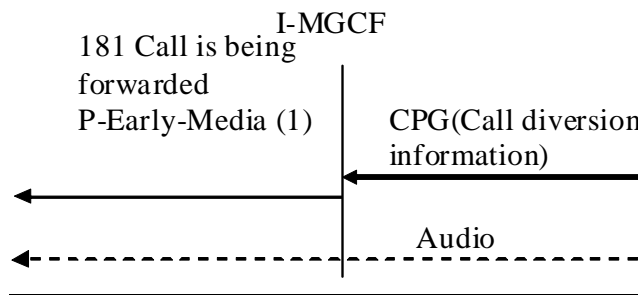 I-MGCF
181 Call is being
forwarded
P-Early-Media (1)
CPG(Call diversion
information)
Audio